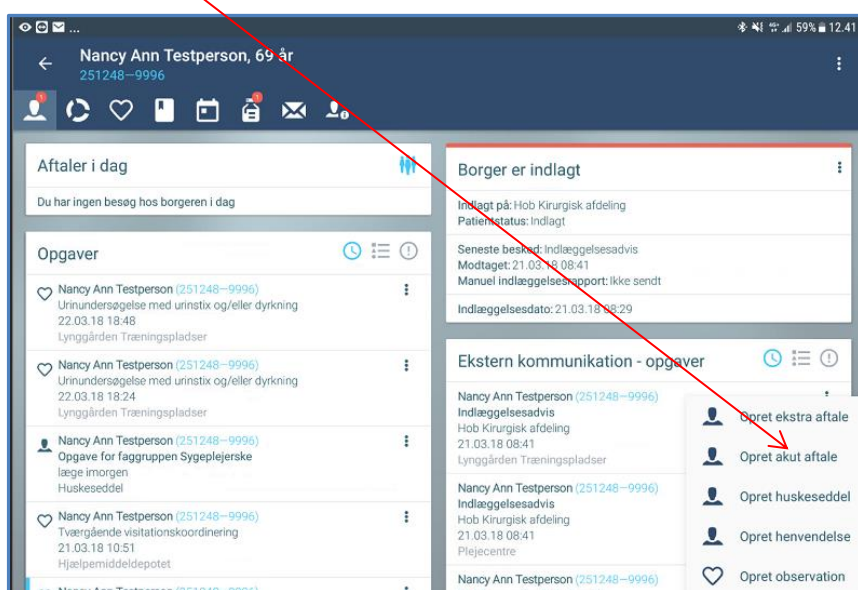 ... 59% 12.41
Nancy Ann Testperson, 69 år
251248-9996
1
1
Aftaler i dag
Du har ingen besøg hos borgeren i dag
Opgaver
Nancy Ann Testperson (251248-9996)
Urinundersøgelse med urinstix og/eller dyrkning
22.03.18 18:48
Lynggården Træningspladser
Nancy Ann Testperson (251248-9996)
Urinundersøgelse med urinstix og/eller dyrkning
22.03.18 18:24
Lynggården Træningspladser
Nancy Ann Testperson (251248-9996)
Opgave for faggruppen Sygeplejerske
læge imorgen
Huskeseddel
Nancy Ann Testperson (251248-9996)
Tværgående visitationskoordinering
21.03.18 10:51
Hjælpemiddeldepotet
Borger er indlagt
Indlagt på: Hob Kirurgisk afdeling
Patientstatus: Indlagt
Seneste besked: Indlæggelsesadvis
Modtaget: 21.03.18 08:41
Manuel indlæggelsesrapport: Ikke sendt
Indlæggelsesdato: 21.03.18 08:29
Ekstern kommunikation - opgaver
Nancy Ann Testperson (251248-9996)
Indlæggelsesadvis
Hob Kirurgisk afdeling
21.03.18 08:41
Lynggården Træningspladser
Nancy Ann Testperson (251248-9996)
Indlæggelsesadvis
Hob Kirurgisk afdeling
21.03.18 08:41
Plejecentre
Nancy Ann Testperson (251248-9996)
Opret ekstra aftale
Opret akut aftale
Opret huskeseddel
Opret henvendelse
Opret observation